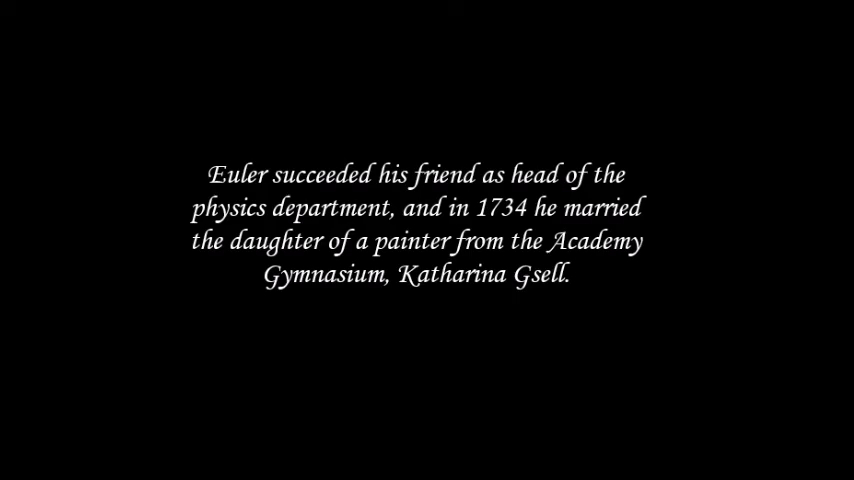 Euler succeeded his friend as head of the
physics department, and in 1734 he married
the daughter of a painter from the Academy
Gymnasium, Katharina Gsell.